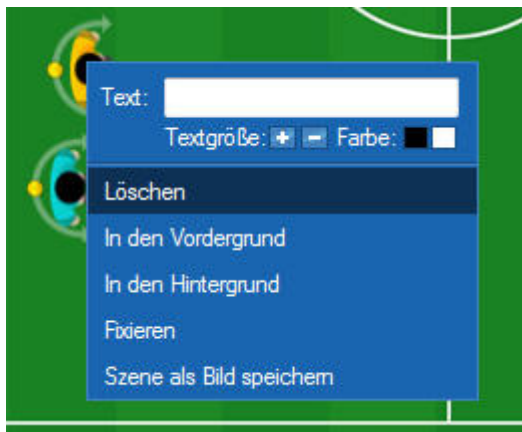 Text:
Textgröße: + - Farbe:
Löschen
In den Vordergrund
In den Hintergrund
Fixieren
Szene als Bild speichern